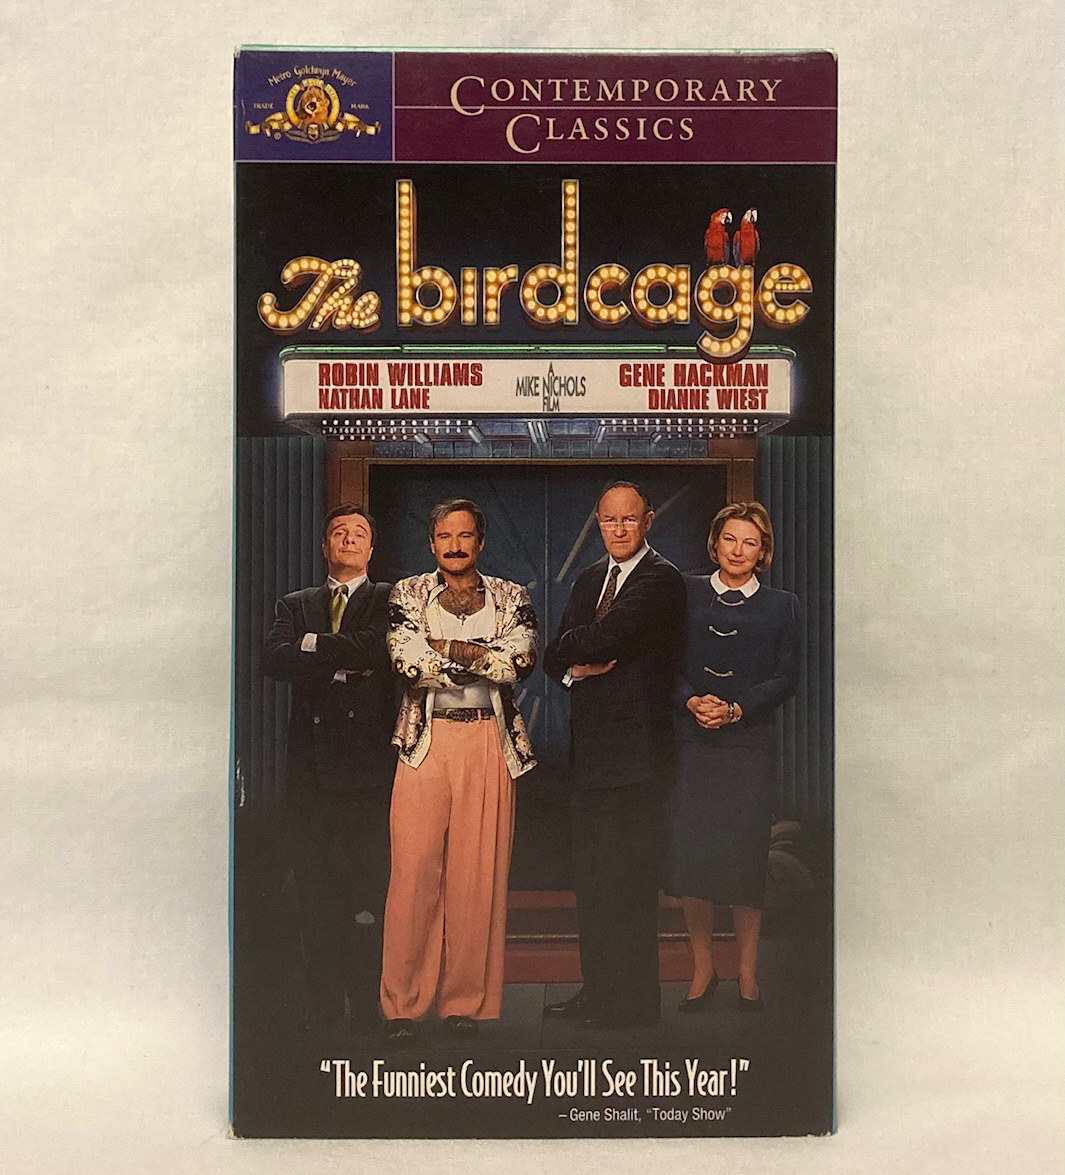 Metro Goldwyn Mayer
TRADE MARK
CONTEMPORARY
CLASSICS
The birdcage
ROBIN WILLIAMS
NATHAN LANE
A
MIKE NICHOLS
FILM
GENE HACKMAN
DIANNE WIEST
“The Funniest Comedy You'll See This Year!”
– Gene Shalit, “Today Show”